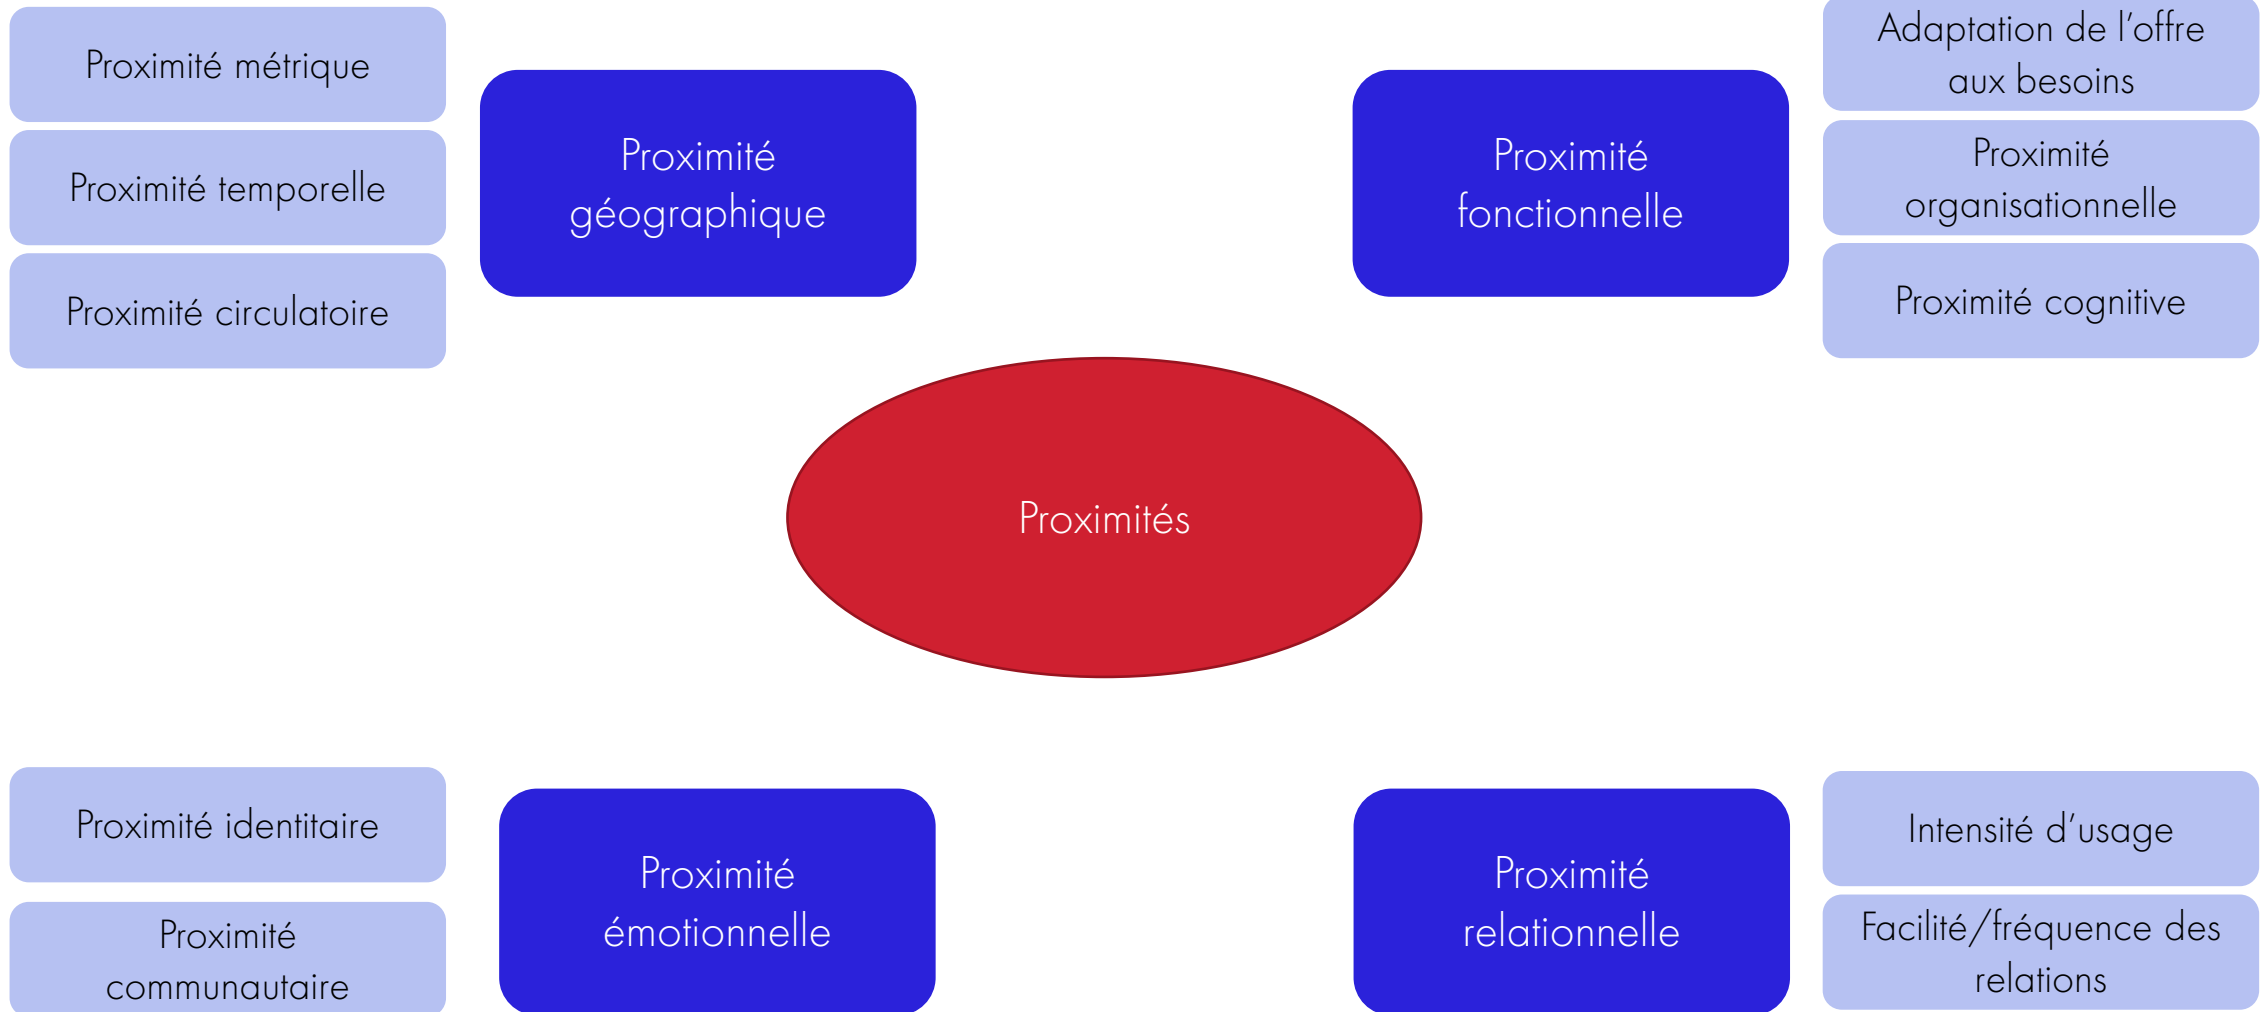 Proximité métrique
Proximité temporelle
Proximité circulatoire
Proximité
géographique
Proximité
fonctionnelle
Adaptation de l’offre
aux besoins
Proximité
organisationnelle
Proximité cognitive
Proximités
Proximité identitaire
Proximité
communautaire
Proximité
émotionnelle
Proximité
relationnelle
Intensité d’usage
Facilité/fréquence des
relations